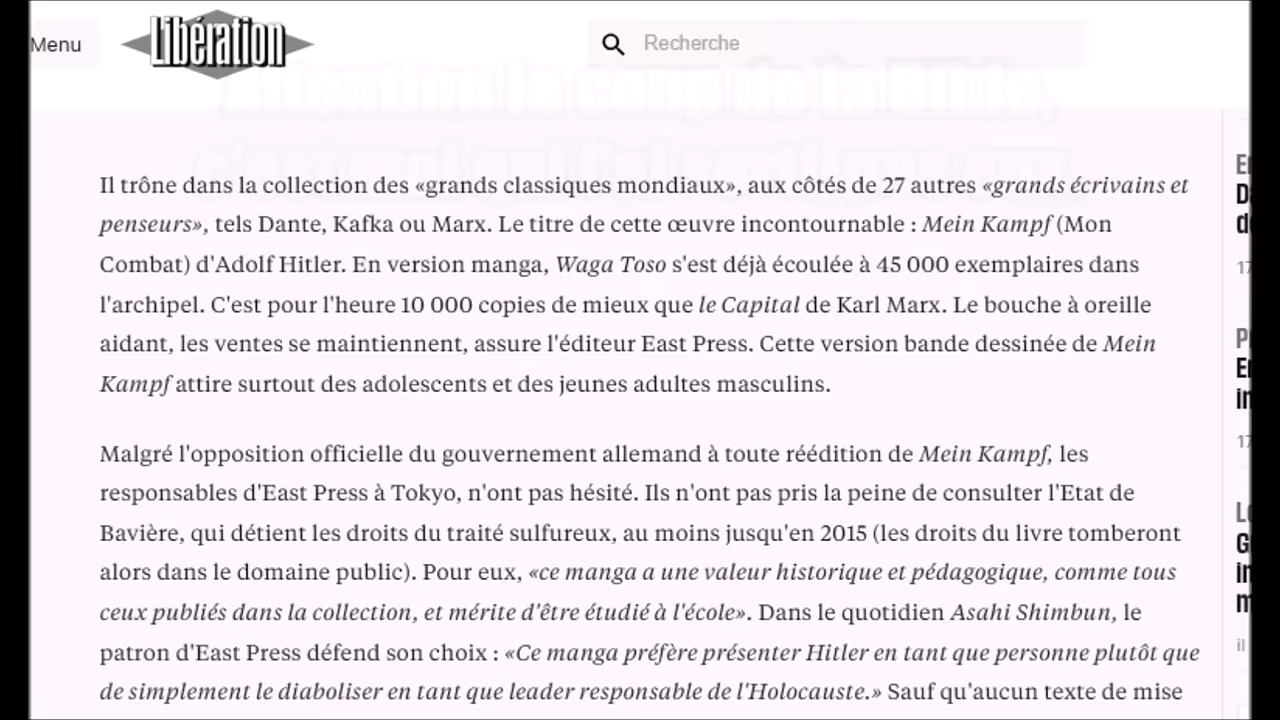 Menu
Libération
Recherche
Attention le coup de la Bible,
Il trône dans la collection des «grands classiques mondiaux», aux côtés de 27 autres «grands écrivains et
penseurs», tels Dante, Kafka ou Marx. Le titre de cette œuvre incontournable : Mein Kampf (Mon
Combat) d'Adolf Hitler. En version manga, Waga Toso s'est déjà écoulée à 45 000 exemplaires dans
l'archipel. C'est pour l'heure 10 000 copies de mieux que le Capital de Karl Marx. Le bouche à oreille
aidant, les ventes se maintiennent, assure l'éditeur East Press. Cette version bande dessinée de Mein
Kampf attire surtout des adolescents et des jeunes adultes masculins.
Malgré l'opposition officielle du gouvernement allemand à toute réédition de Mein Kampf, les
responsables d'East Press à Tokyo, n'ont pas hésité. Ils n'ont pas pris la peine de consulter l'Etat de
Bavière, qui détient les droits du traité sulfureux, au moins jusqu'en 2015 (les droits du livre tomberont
alors dans le domaine public). Pour eux, «ce manga a une valeur historique et pédagogique, comme tous
ceux publiés dans la collection, et mérite d'être étudié à l'école». Dans le quotidien Asahi Shimbun, le
patron d'East Press défend son choix : «Ce manga préfère présenter Hitler en tant que personne plutôt que
de simplement le diaboliser en tant que leader responsable de l'Holocauste.» Sauf qu'aucun texte de mise
17
17
il